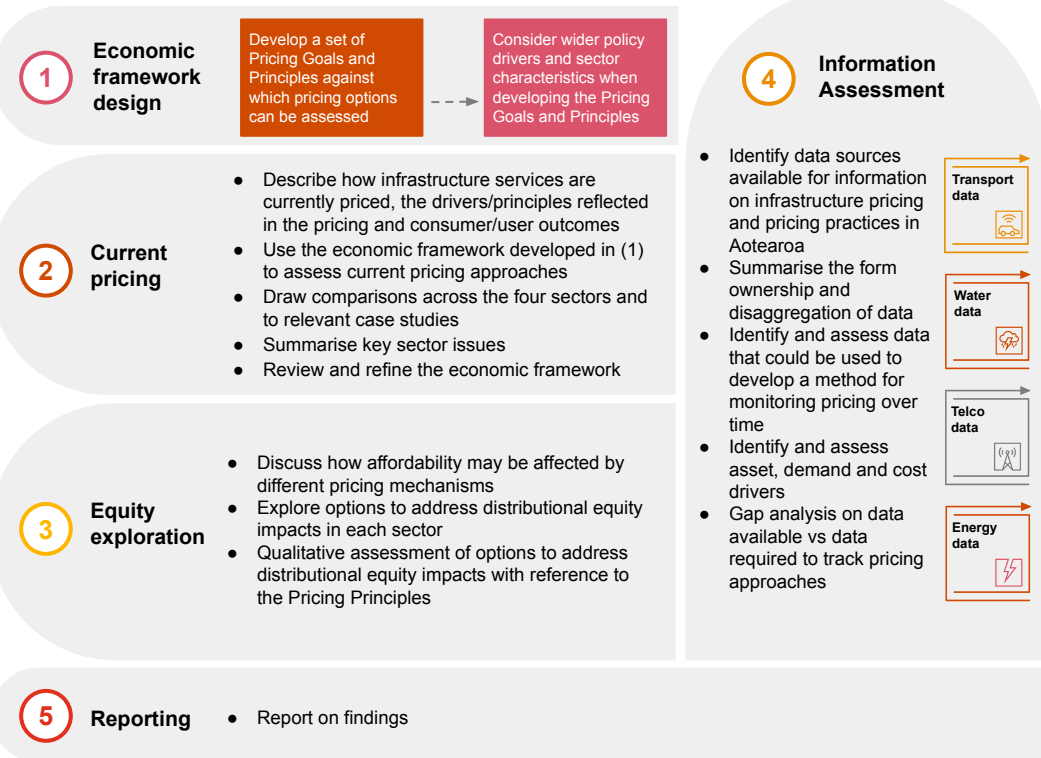 1
Economic
framework
design
Develop a set of
Pricing Goals and
Principles against
which pricing options
can be assessed
Consider wider policy
drivers and sector
characteristics when
developing the Pricing
Goals and Principles
2
Current
pricing
● Describe how infrastructure services are
currently priced, the drivers/principles reflected
in the pricing and consumer/user outcomes
● Use the economic framework developed in (1)
to assess current pricing approaches
● Draw comparisons across the four sectors and
to relevant case studies
● Summarise key sector issues
● Review and refine the economic framework
3
Equity
exploration
● Discuss how affordability may be affected by
different pricing mechanisms
● Explore options to address distributional equity
impacts in each sector
● Qualitative assessment of options to address
distributional equity impacts with reference to
the Pricing Principles
4
Information
Assessment
● Identify data sources
available for information
on infrastructure pricing
and pricing practices in
Aotearoa
● Summarise the form
ownership and
disaggregation of data
● Identify and assess data
that could be used to
develop a method for
monitoring pricing over
time
● Identify and assess
asset, demand and cost
drivers
● Gap analysis on data
available vs data
required to track pricing
approaches
Transport
data
Water
data
Telco
data
Energy
data
5
Reporting
● Report on findings